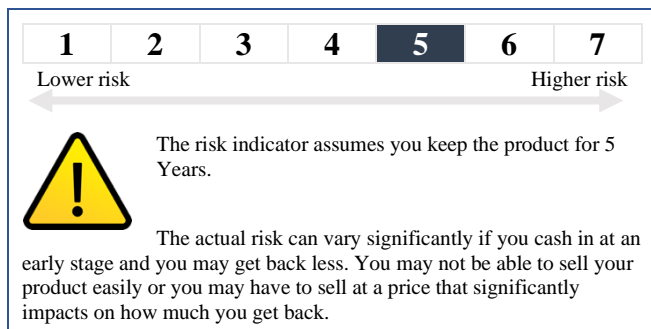 1 2 3 4 5 6 7
Lower risk Higher risk
The risk indicator assumes you keep the product for 5
Years.
The actual risk can vary significantly if you cash in at an
early stage and you may get back less. You may not be able to sell your
product easily or you may have to sell at a price that significantly
impacts on how much you get back.